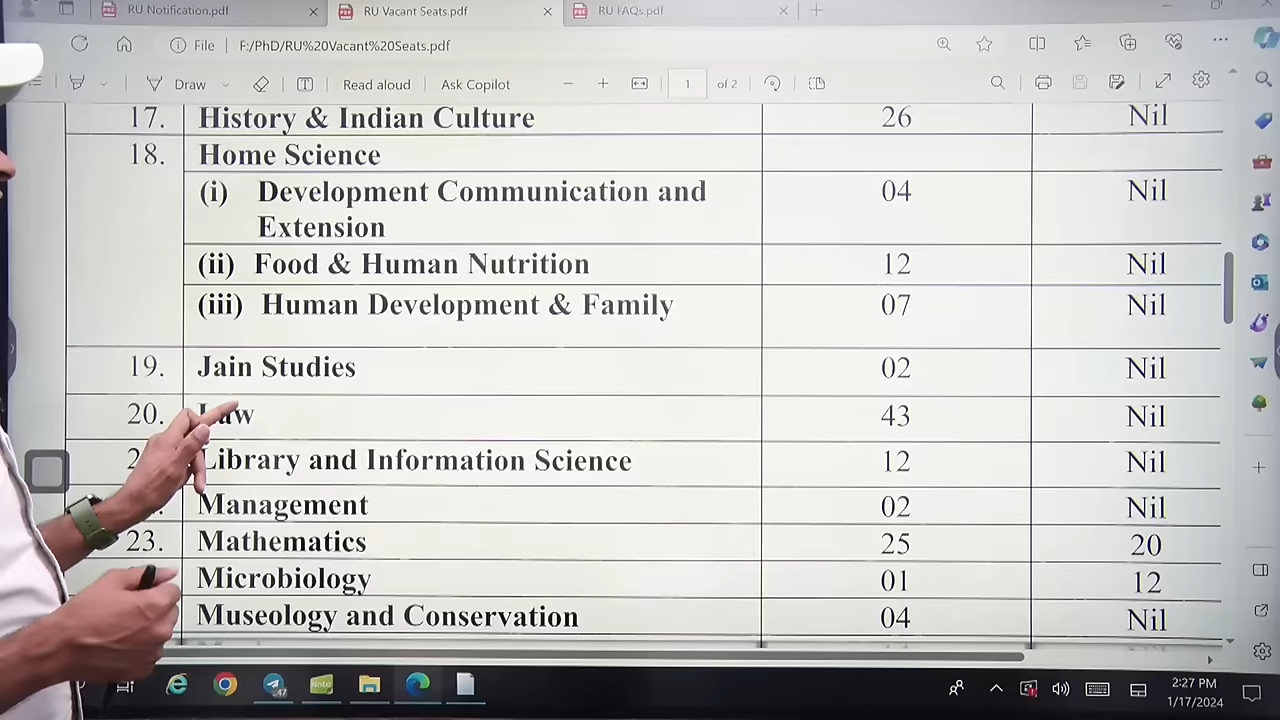 RU Notification.pdf
RU Vacant Seats.pdf
RU FAQs.pdf
File F:/PhD/RU%20Vacant%20Seats.pdf
Draw Read aloud Ask Copilot 1 of 2
17. History & Indian Culture 26 Nil
18. Home Science
(i) Development Communication and 04 Nil
Extension
(ii) Food & Human Nutrition 12 Nil
(iii) Human Development & Family 07 Nil
19. Jain Studies 02 Nil
20. Law 43 Nil
Library and Information Science 12 Nil
Management 02 Nil
23. Mathematics 25 20
Microbiology 01 12
Museology and Conservation 04 Nil
47
Note
2:27 PM
1/17/2024